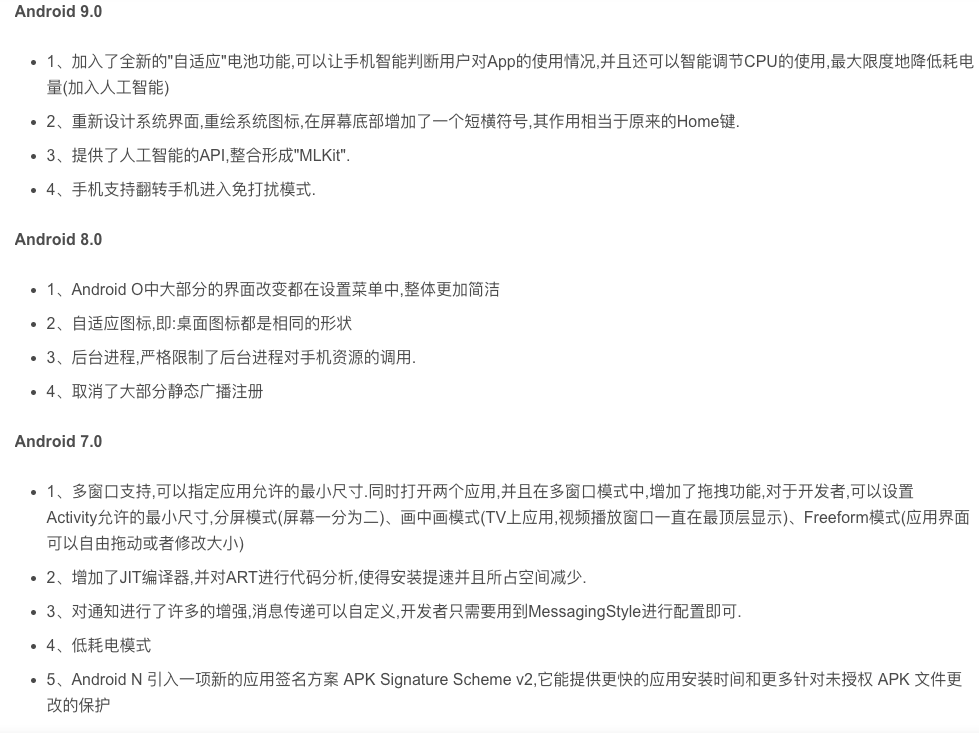 Android 9.0
1、加入了全新的"自适应"电池功能,可以让手机智能判断用户对App的使用情况,并且还可以智能调节CPU的使用,最大限度地降低耗电
量(加入人工智能)
2、重新设计系统界面,重绘系统图标,在屏幕底部增加了一个短横符号,其作用相当于原来的Home键.
3、提供了人工智能的API,整合形成"MLKit".
4、手机支持翻转手机进入免打扰模式.
Android 8.0
1、Android O中大部分的界面改变都在设置菜单中,整体更加简洁
2、自适应图标,即:桌面图标都是相同的形状
3、后台进程,严格限制了后台进程对手机资源的调用.
4、取消了大部分静态广播注册
Android 7.0
1、多窗口支持,可以指定应用允许的最小尺寸.同时打开两个应用,并且在多窗口模式中,增加了拖拽功能,对于开发者,可以设置
Activity允许的最小尺寸,分屏模式(屏幕一分为二)、画中画模式(TV上应用,视频播放窗口一直在最顶层显示)、Freeform模式(应用界面
可以自由拖动或者修改大小)
2、增加了JIT编译器,并对ART进行代码分析,使得安装提速并且所占空间减少.
3、对通知进行了许多的增强,消息传递可以自定义,开发者只需要用到MessagingStyle进行配置即可.
4、低耗电模式
5、Android N 引入一项新的应用签名方案 APK Signature Scheme v2,它能提供更快的应用安装时间和更多针对未授权 APK 文件更
改的保护